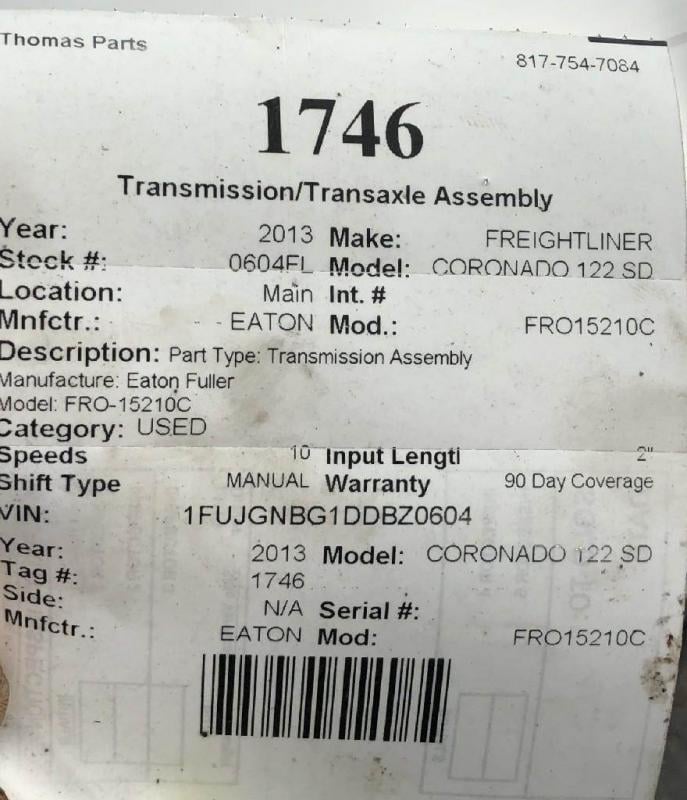 Thomas Parts 817-754-7084
1746
Transmission/Transaxle Assembly
Year: 2013 Make: FREIGHTLINER
Stock #: 0604FL Model: CORONADO 122 SD
Location: Main Int. #
Mnfctr.: EATON Mod.: FRO15210C
Description: Part Type: Transmission Assembly
Manufacture: Eaton Fuller
Model: FRO-15210C
Category: USED
Speeds 10 Input Lengti 2"
Shift Type MANUAL Warranty 90 Day Coverage
VIN: 1FUJGNBG1DDBZ0604
Year: 2013 Model: CORONADO 122 SD
Tag #: 1746
Side: N/A Serial #:
Mnfctr.: EATON Mod: FRO15210C